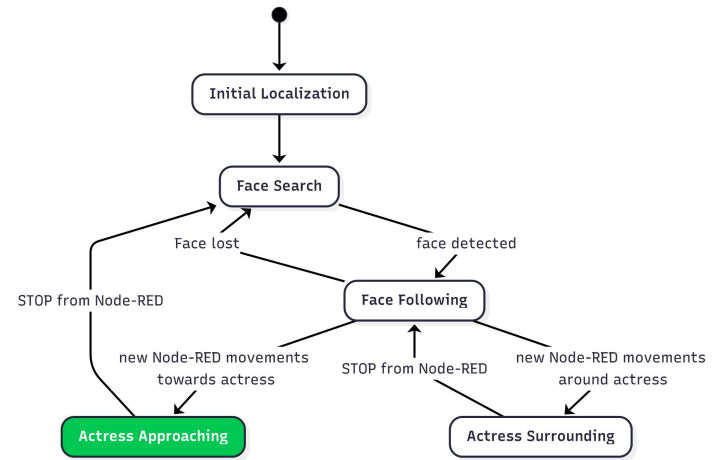 Initial Localization
Face Search
Face lost
face detected
Face Following
STOP from Node-RED
new Node-RED movements
towards actress
STOP from Node-RED
new Node-RED movements
around actress
Actress Approaching
Actress Surrounding